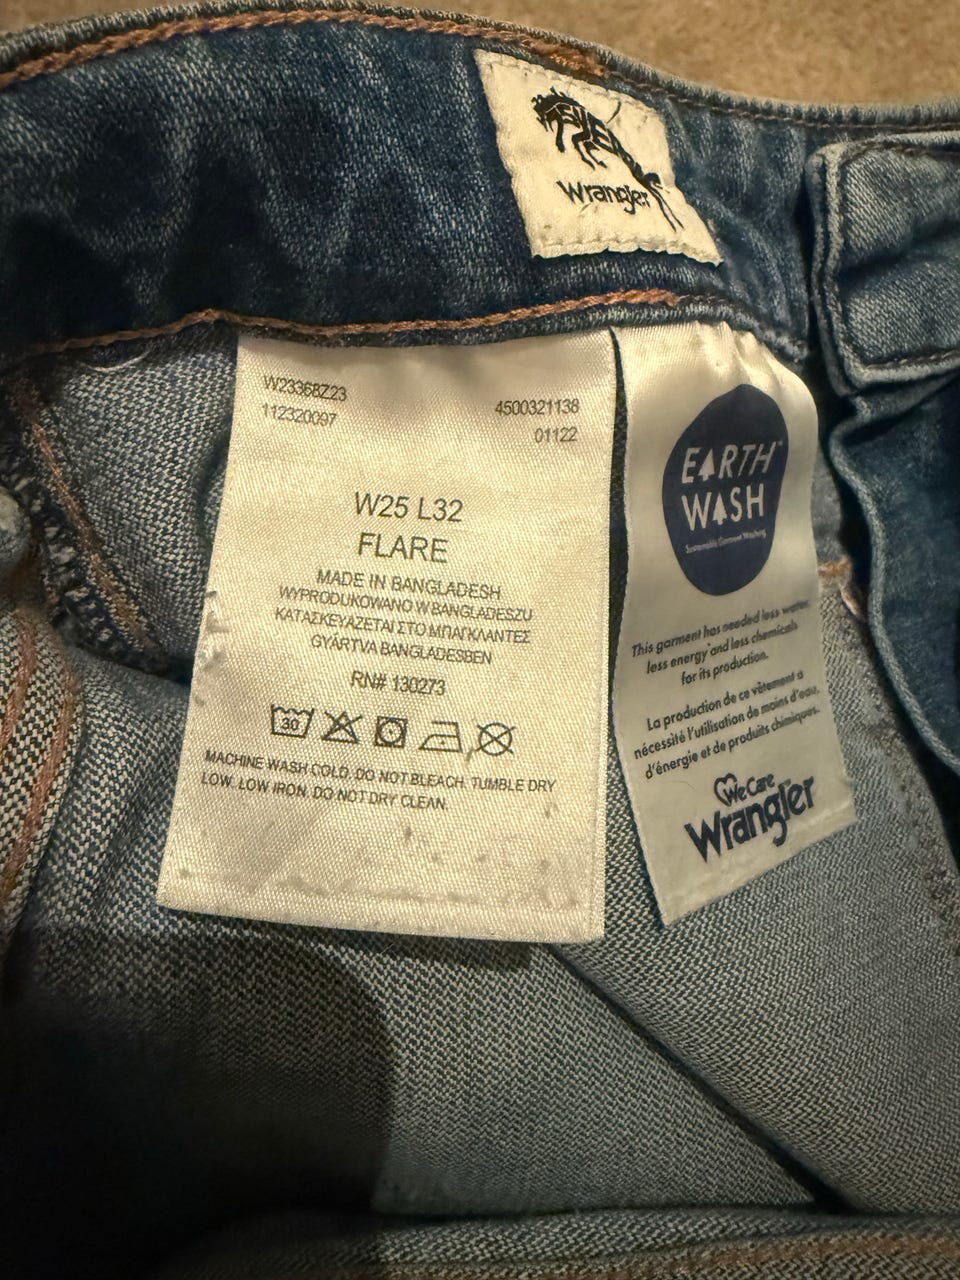 Wrangler
W23368Z23
112320097
4500321138
01122
W25 L32
FLARE
MADE IN BANGLADESH
WYPRODUKOWANO W BANGLADESZU
ΚΑΤΑΣΚΕΥΑΖΕΤΑΙ ΣΤΟ ΜΠΑΓΚΛΑΝΤΕΣ
GYÁRTVA BANGLADESBEN
RN# 130273
30
MACHINE WASH COLD. DO NOT BLEACH. TUMBLE DRY
LOW. LOW IRON. DO NOT DRY CLEAN.
EARTH
WASH
Sustainable Garment Washing
This garment has needed less water,
less energy and less chemicals
for its production.
La production de ce vêtement a
nécessité l'utilisation de moins d'eau,
d'énergie et de produits chimiques.
We Care
Wrangler